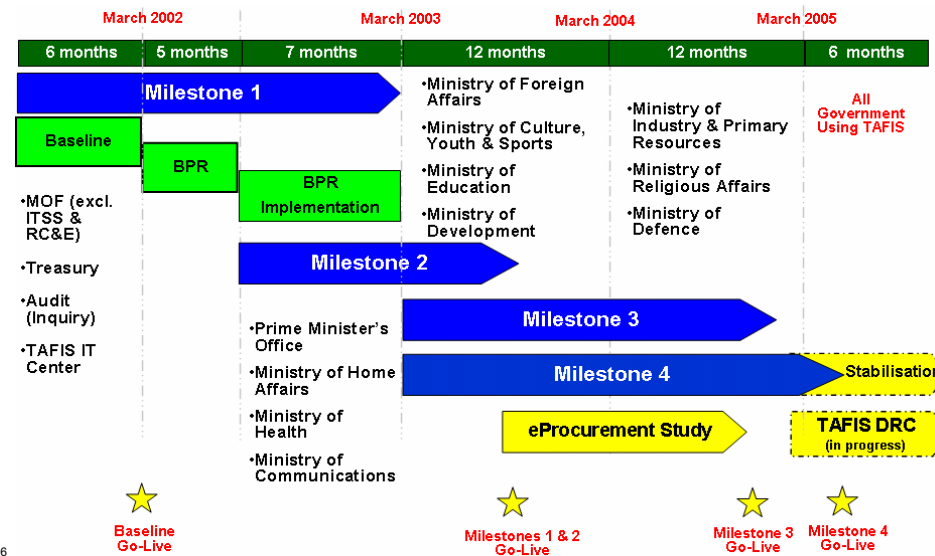 March 2002
March 2003
March 2004
March 2005
6 months
5 months
7 months
12 months
12 months
6 months
Milestone 1
Baseline
BPR
BPR
Implementation
•MOF (excl.
ITSS &
RC&E)
•Treasury
•Audit
(Inquiry)
•TAFIS IT
Center
•Ministry of Foreign
Affairs
•Ministry of Culture,
Youth & Sports
•Ministry of
Education
•Ministry of
Development
•Ministry of
Industry & Primary
Resources
•Ministry of
Religious Affairs
•Ministry of
Defence
All
Government
Using TAFIS
Milestone 2
•Prime Minister's
Office
•Ministry of Home
Affairs
•Ministry of
Health
•Ministry of
Communications
Milestone 3
Milestone 4
Stabilisation
eProcurement Study
TAFIS DRC
(in progress)
Baseline
Go-Live
Milestones 1 & 2
Go-Live
Milestone 3
Go-Live
Milestone 4
Go-Live
6